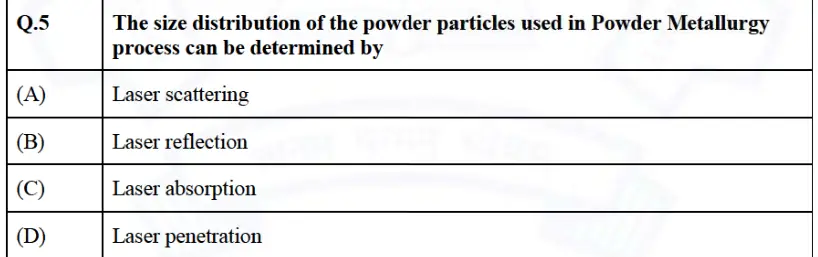 Q.5 The size distribution of the powder particles used in Powder Metallurgy
process can be determined by
(A) Laser scattering
(B) Laser reflection
(C) Laser absorption
(D) Laser penetration